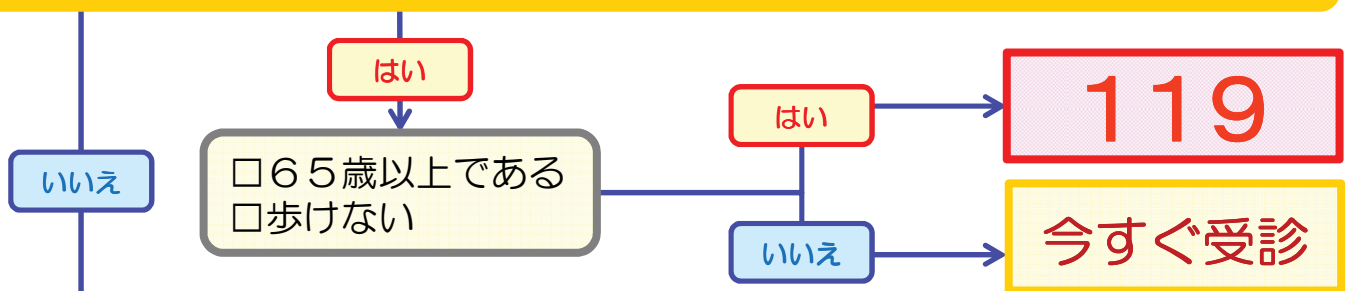 はい
はい
119
いいえ
□６５歳以上である
□歩けない
いいえ
今すぐ受診